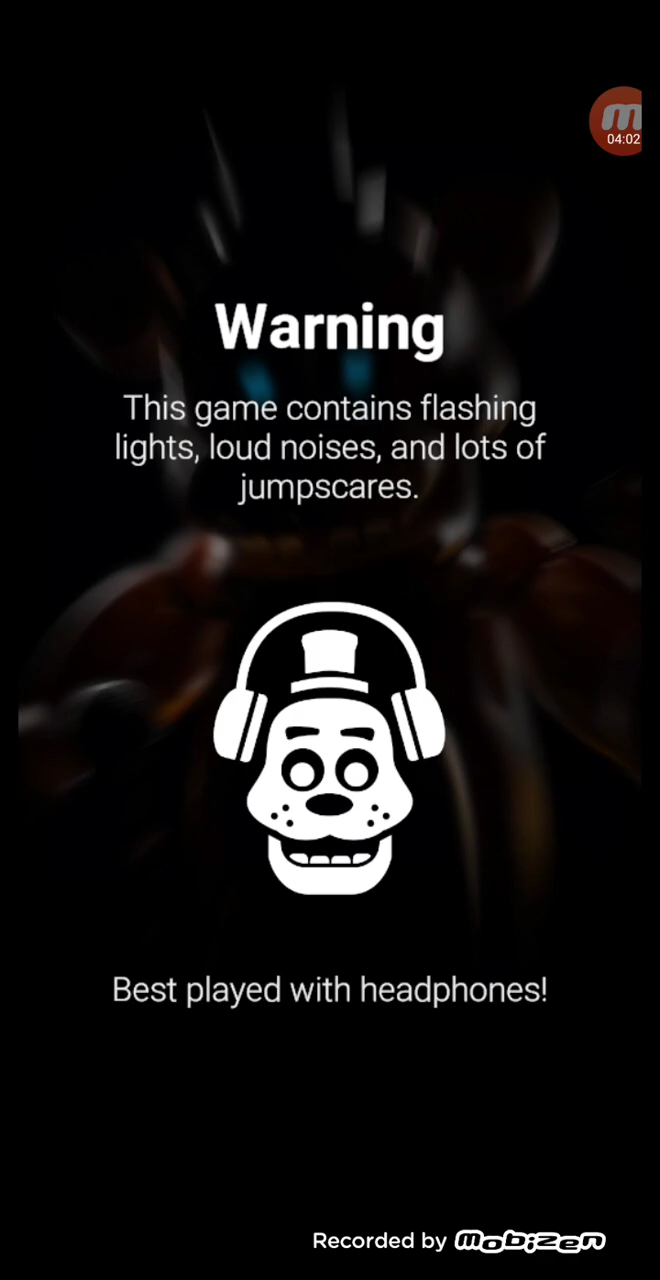 m
04:02
Warning
This game contains flashing
lights, loud noises, and lots of
jumpscares.
Best played with headphones!
Recorded by mobizen